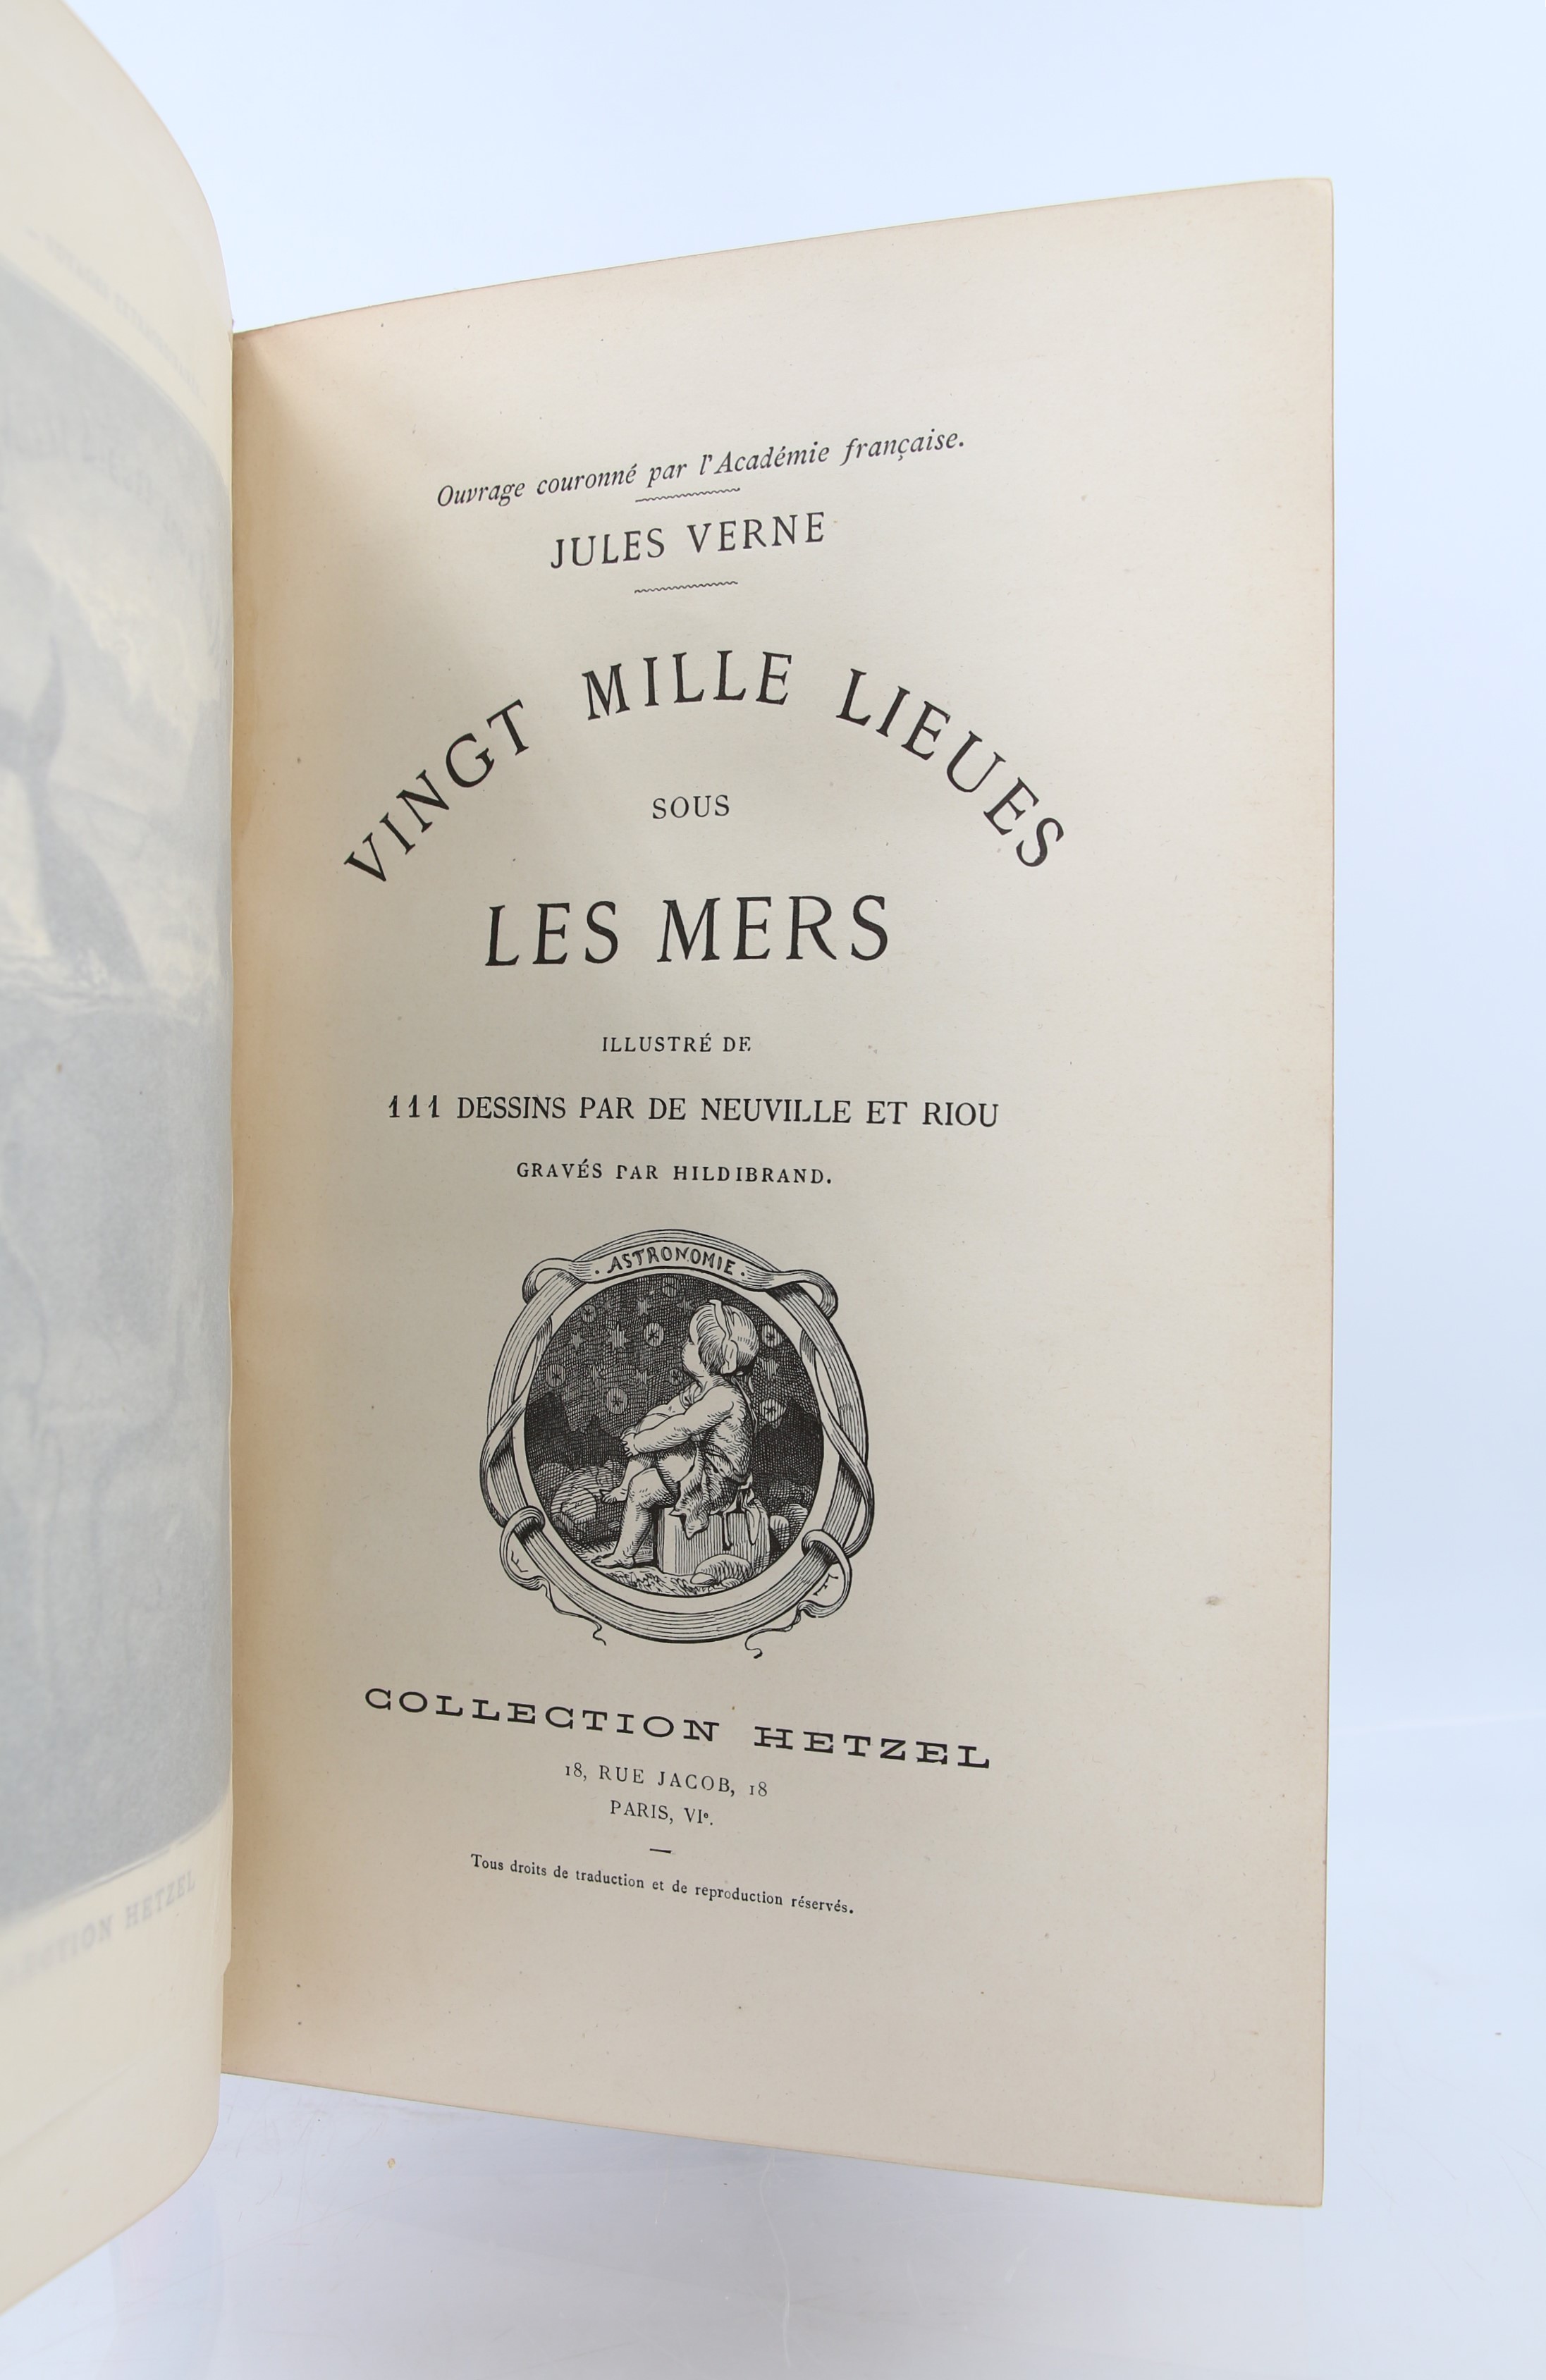 Ouvrage couronné par l'Académie française.
JULES VERNE
VINGT MILLE LIEUES
SOUS
LES MERS
ILLUSTRÉ DE
111 DESSINS PAR DE NEUVILLE ET RIOU
GRAVÉS PAR HILDIBRAND.
· ASTRONOMIE ·
COLLECTION HETZEL
18, RUE JACOB, 18
PARIS, VIe.
Tous droits de traduction et de reproduction réservés.
HETZEL